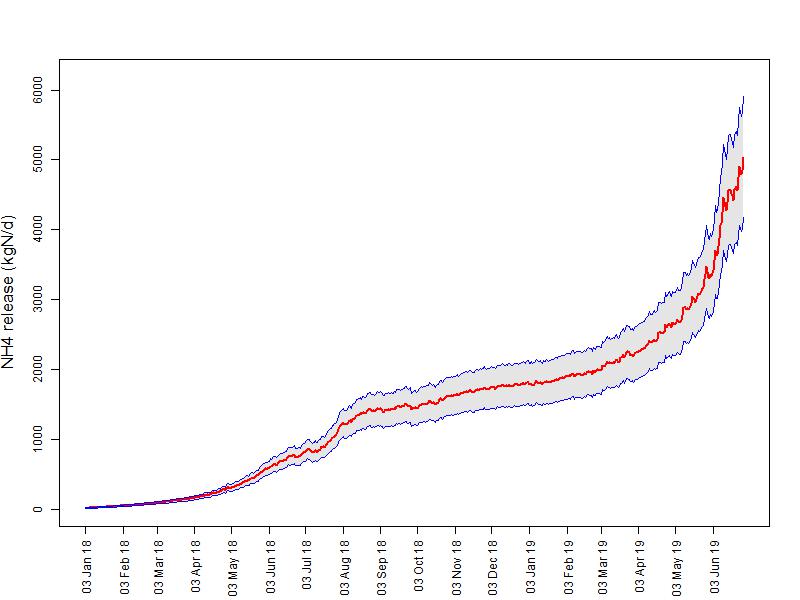 NH4 release (kgN/d)
6000
5000
4000
3000
2000
1000
0
03 Jan 18
03 Feb 18
03 Mar 18
03 Apr 18
03 May 18
03 Jun 18
03 Jul 18
03 Aug 18
03 Sep 18
03 Oct 18
03 Nov 18
03 Dec 18
03 Jan 19
03 Feb 19
03 Mar 19
03 Apr 19
03 May 19
03 Jun 19